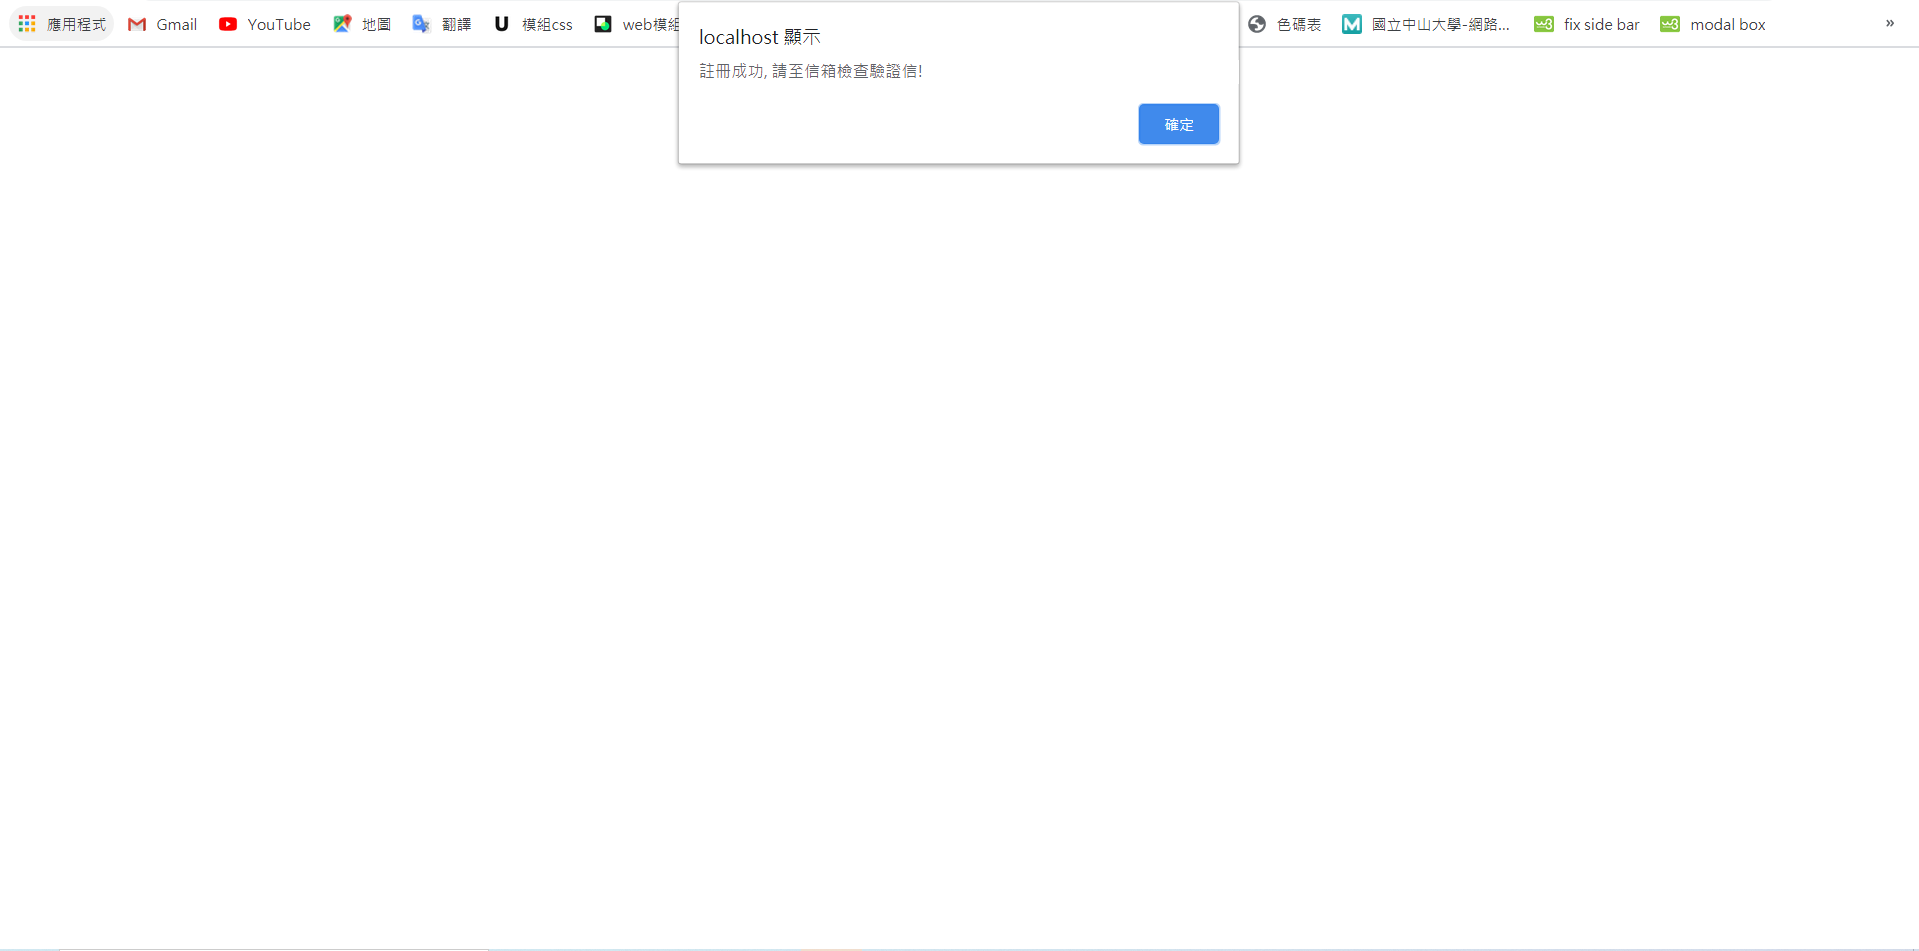 應用程式 Gmail YouTube 地圖 翻譯 模組css web模組 色碼表 國立中山大學-網路... fix side bar modal box »
localhost 顯示
註冊成功, 請至信箱檢查驗證信!
確定